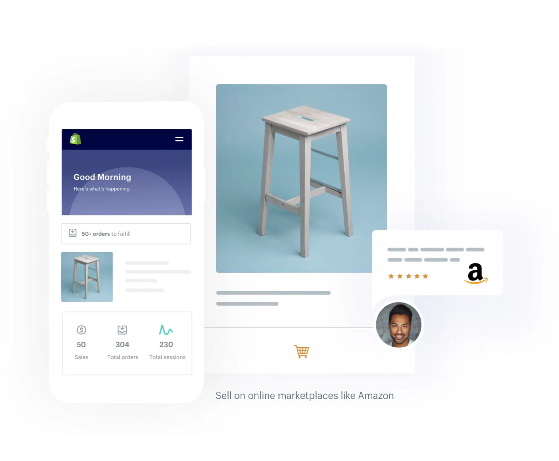 Good Morning
Here's what's happening.
50+ orders to fulfill
50
304
230
Sales
Total orders
Total sessions
a
Sell on online marketplaces like Amazon